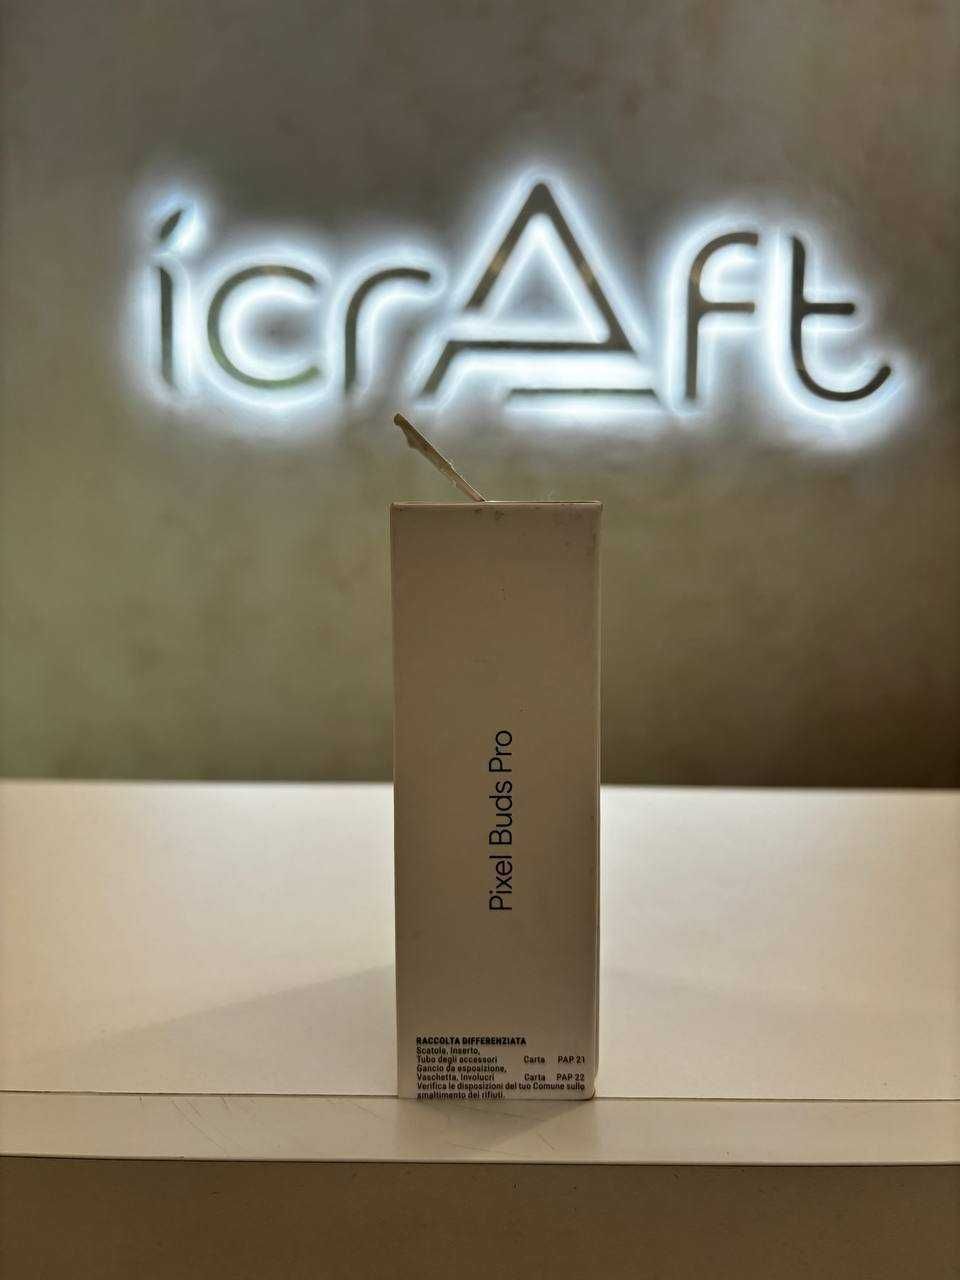 icrAft
Pixel Buds Pro
RACCOLTA DIFFERENZIATA
Scatola, Inserto,
Tubo degli accessori Carta PAP 21
Gancio da esposizione,
Vaschetta, Involucri Carta PAP 22
Verifica le disposizioni del tuo Comune sullo
smaltimento dei rifiuti.